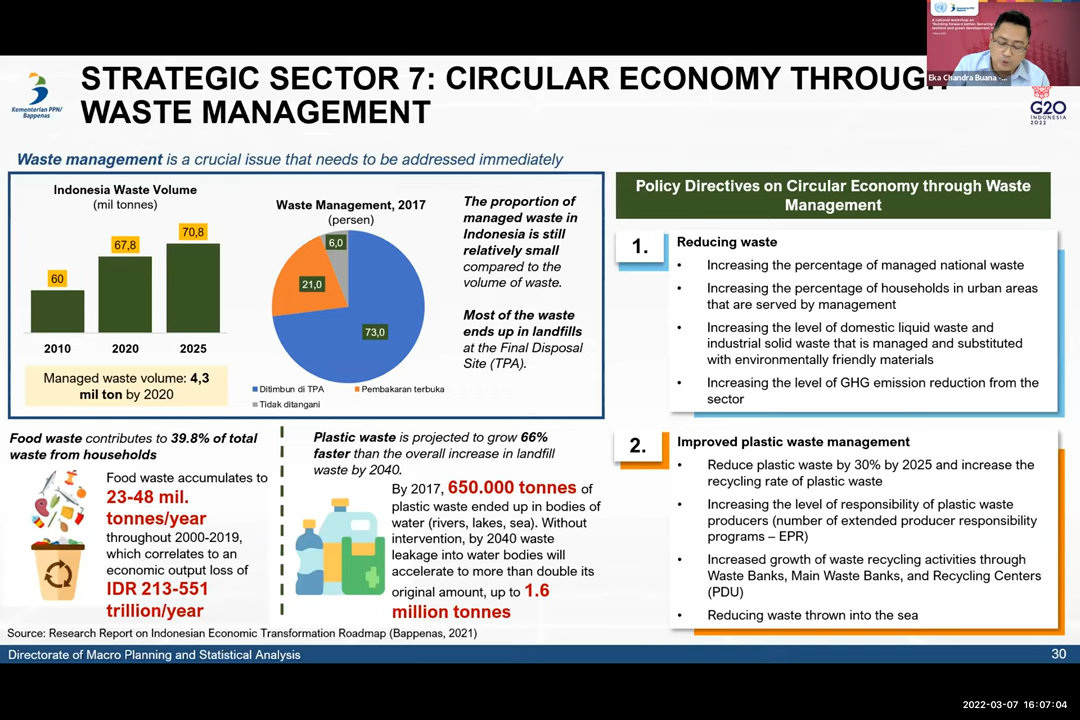 STRATEGIC SECTOR 7: CIRCULAR ECONOMY THROUGH
WASTE MANAGEMENT
Kementerian PPN/
Bappenas
Eka Chandra Buana -...
G20
INDONESIA
2022
Waste management is a crucial issue that needs to be addressed immediately
Indonesia Waste Volume
(mil tonnes)
60
67,8
70,8
2010
2020
2025
Managed waste volume: 4,3
mil ton by 2020
Waste Management, 2017
(persen)
6,0
21,0
73,0
Ditimbun di TPA
Pembakaran terbuka
Tidak ditangani
The proportion of
managed waste in
Indonesia is still
relatively small
compared to the
volume of waste.
Most of the waste
ends up in landfills
at the Final Disposal
Site (TPA).
Food waste contributes to 39.8% of total
waste from households
Food waste accumulates to
23-48 mil.
tonnes/year
throughout 2000-2019,
which correlates to an
economic output loss of
IDR 213-551
trillion/year
Plastic waste is projected to grow 66%
faster than the overall increase in landfill
waste by 2040.
By 2017, 650.000 tonnes of
plastic waste ended up in bodies of
water (rivers, lakes, sea). Without
intervention, by 2040 waste
leakage into water bodies will
accelerate to more than double its
original amount, up to 1.6
million tonnes
Policy Directives on Circular Economy through Waste
Management
1.
Reducing waste
• Increasing the percentage of managed national waste
• Increasing the percentage of households in urban areas
that are served by management
• Increasing the level of domestic liquid waste and
industrial solid waste that is managed and substituted
with environmentally friendly materials
• Increasing the level of GHG emission reduction from the
sector
2.
Improved plastic waste management
• Reduce plastic waste by 30% by 2025 and increase the
recycling rate of plastic waste
• Increasing the level of responsibility of plastic waste
producers (number of extended producer responsibility
programs – EPR)
• Increased growth of waste recycling activities through
Waste Banks, Main Waste Banks, and Recycling Centers
(PDU)
• Reducing waste thrown into the sea
Source: Research Report on Indonesian Economic Transformation Roadmap (Bappenas, 2021)
Directorate of Macro Planning and Statistical Analysis
30
2022-03-07 16:07:04